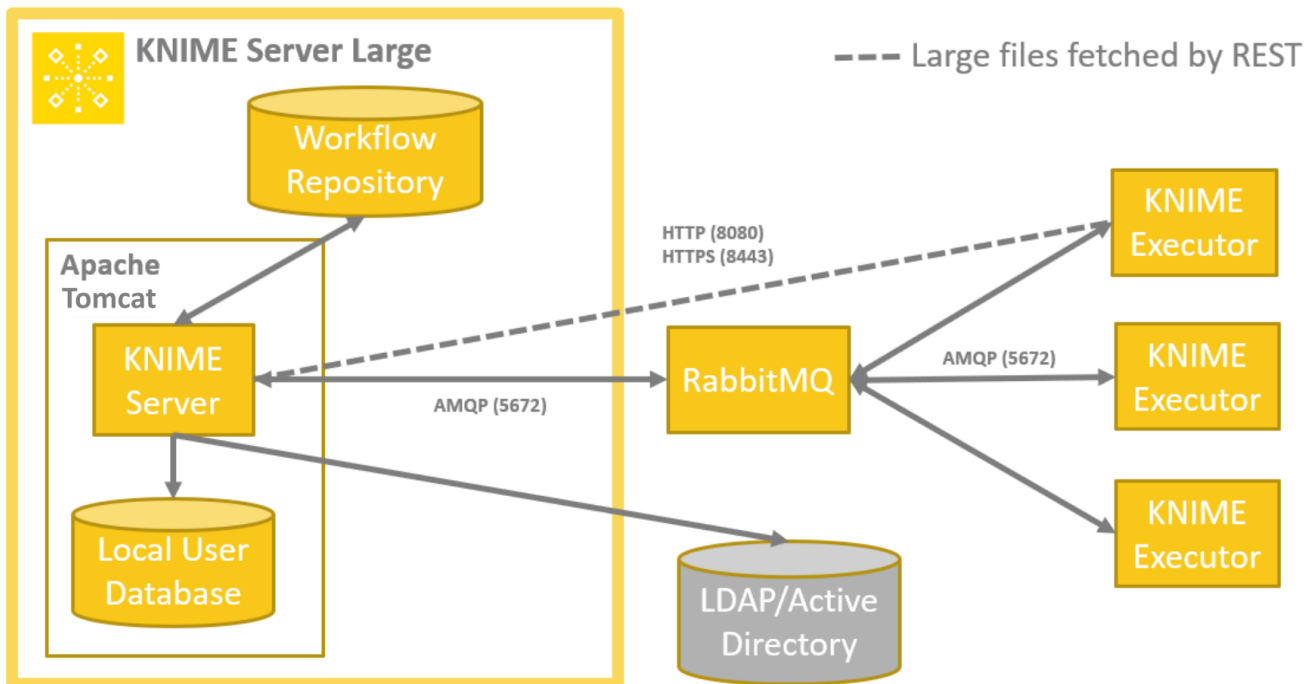 KNIME Server Large
Large files fetched by REST
Workflow
Repository
KNIME
Executor
HTTP (8080)
HTTPS (8443)
Apache
Tomcat
KNIME
Server
AMQP (5672)
RabbitMQ
AMQP (5672)
KNIME
Executor
KNIME
Executor
Local User
Database
LDAP/Active
Directory